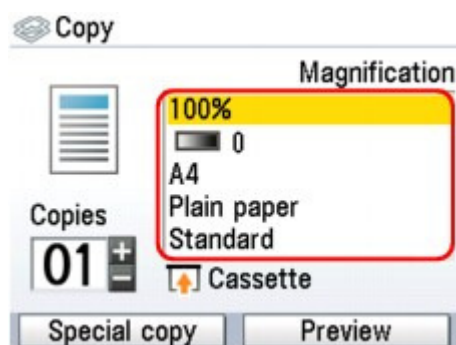 Copy
Magnification
100%
0
A4
Plain paper
Standard
Copies
01
Cassette
Special copy
Preview